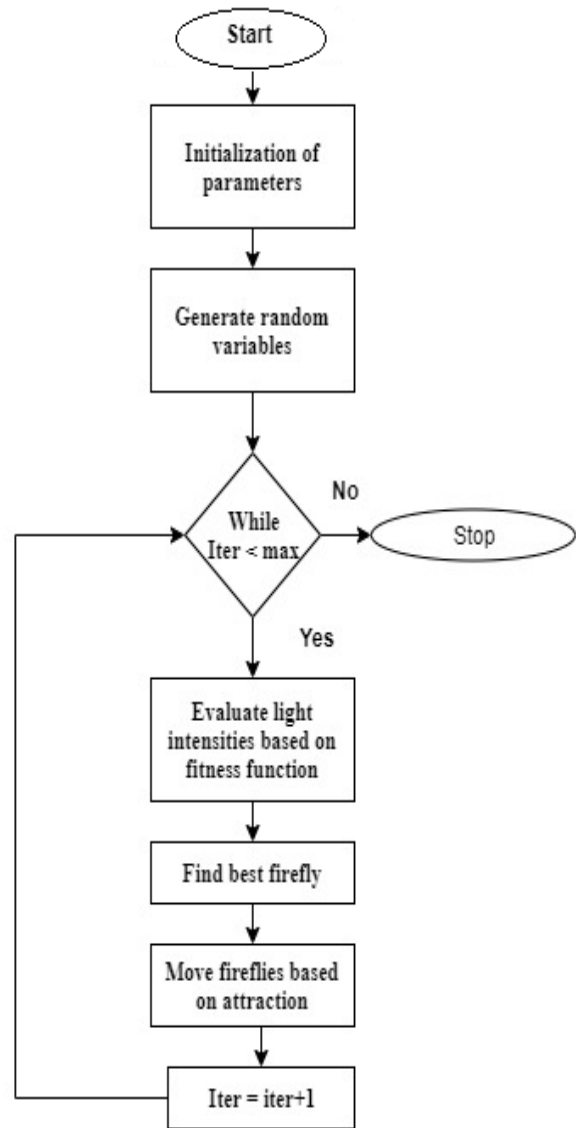 Start
Initialization of
parameters
Generate random
variables
While
Iter < max
No
Stop
Yes
Evaluate light
intensities based on
fitness function
Find best firefly
Move fireflies based
on attraction
Iter = iter+1